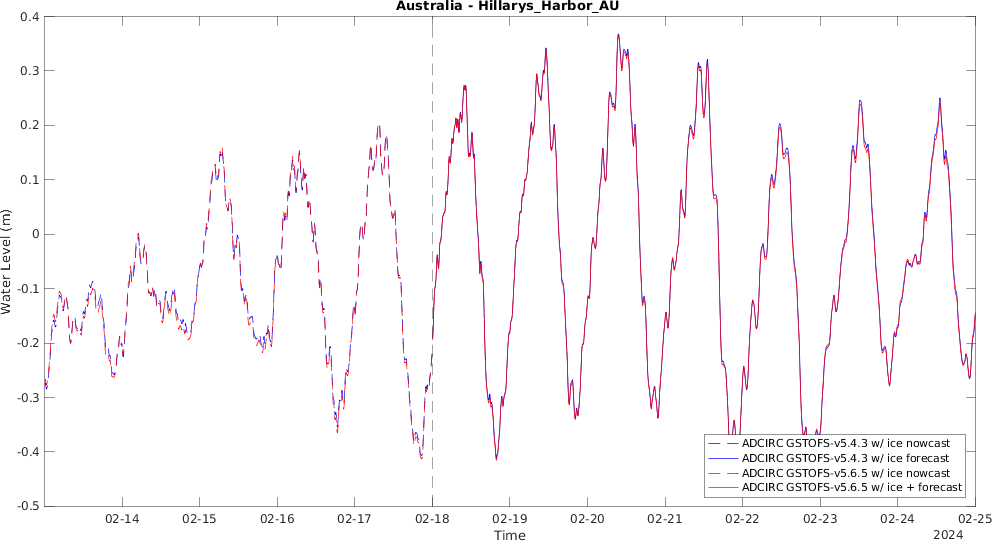 Australia - Hillarys_Harbor_AU
0.4
0.3
0.2
0.1
0
-0.1
-0.2
-0.3
-0.4
-0.5
Water Level (m)
ADCIRC GSTOFS-v5.4.3 w/ ice nowcast
ADCIRC GSTOFS-v5.4.3 w/ ice forecast
ADCIRC GSTOFS-v5.6.5 w/ ice nowcast
ADCIRC GSTOFS-v5.6.5 w/ ice + forecast
02-14 02-15 02-16 02-17 02-18 02-19 02-20 02-21 02-22 02-23 02-24 02-25
Time
2024